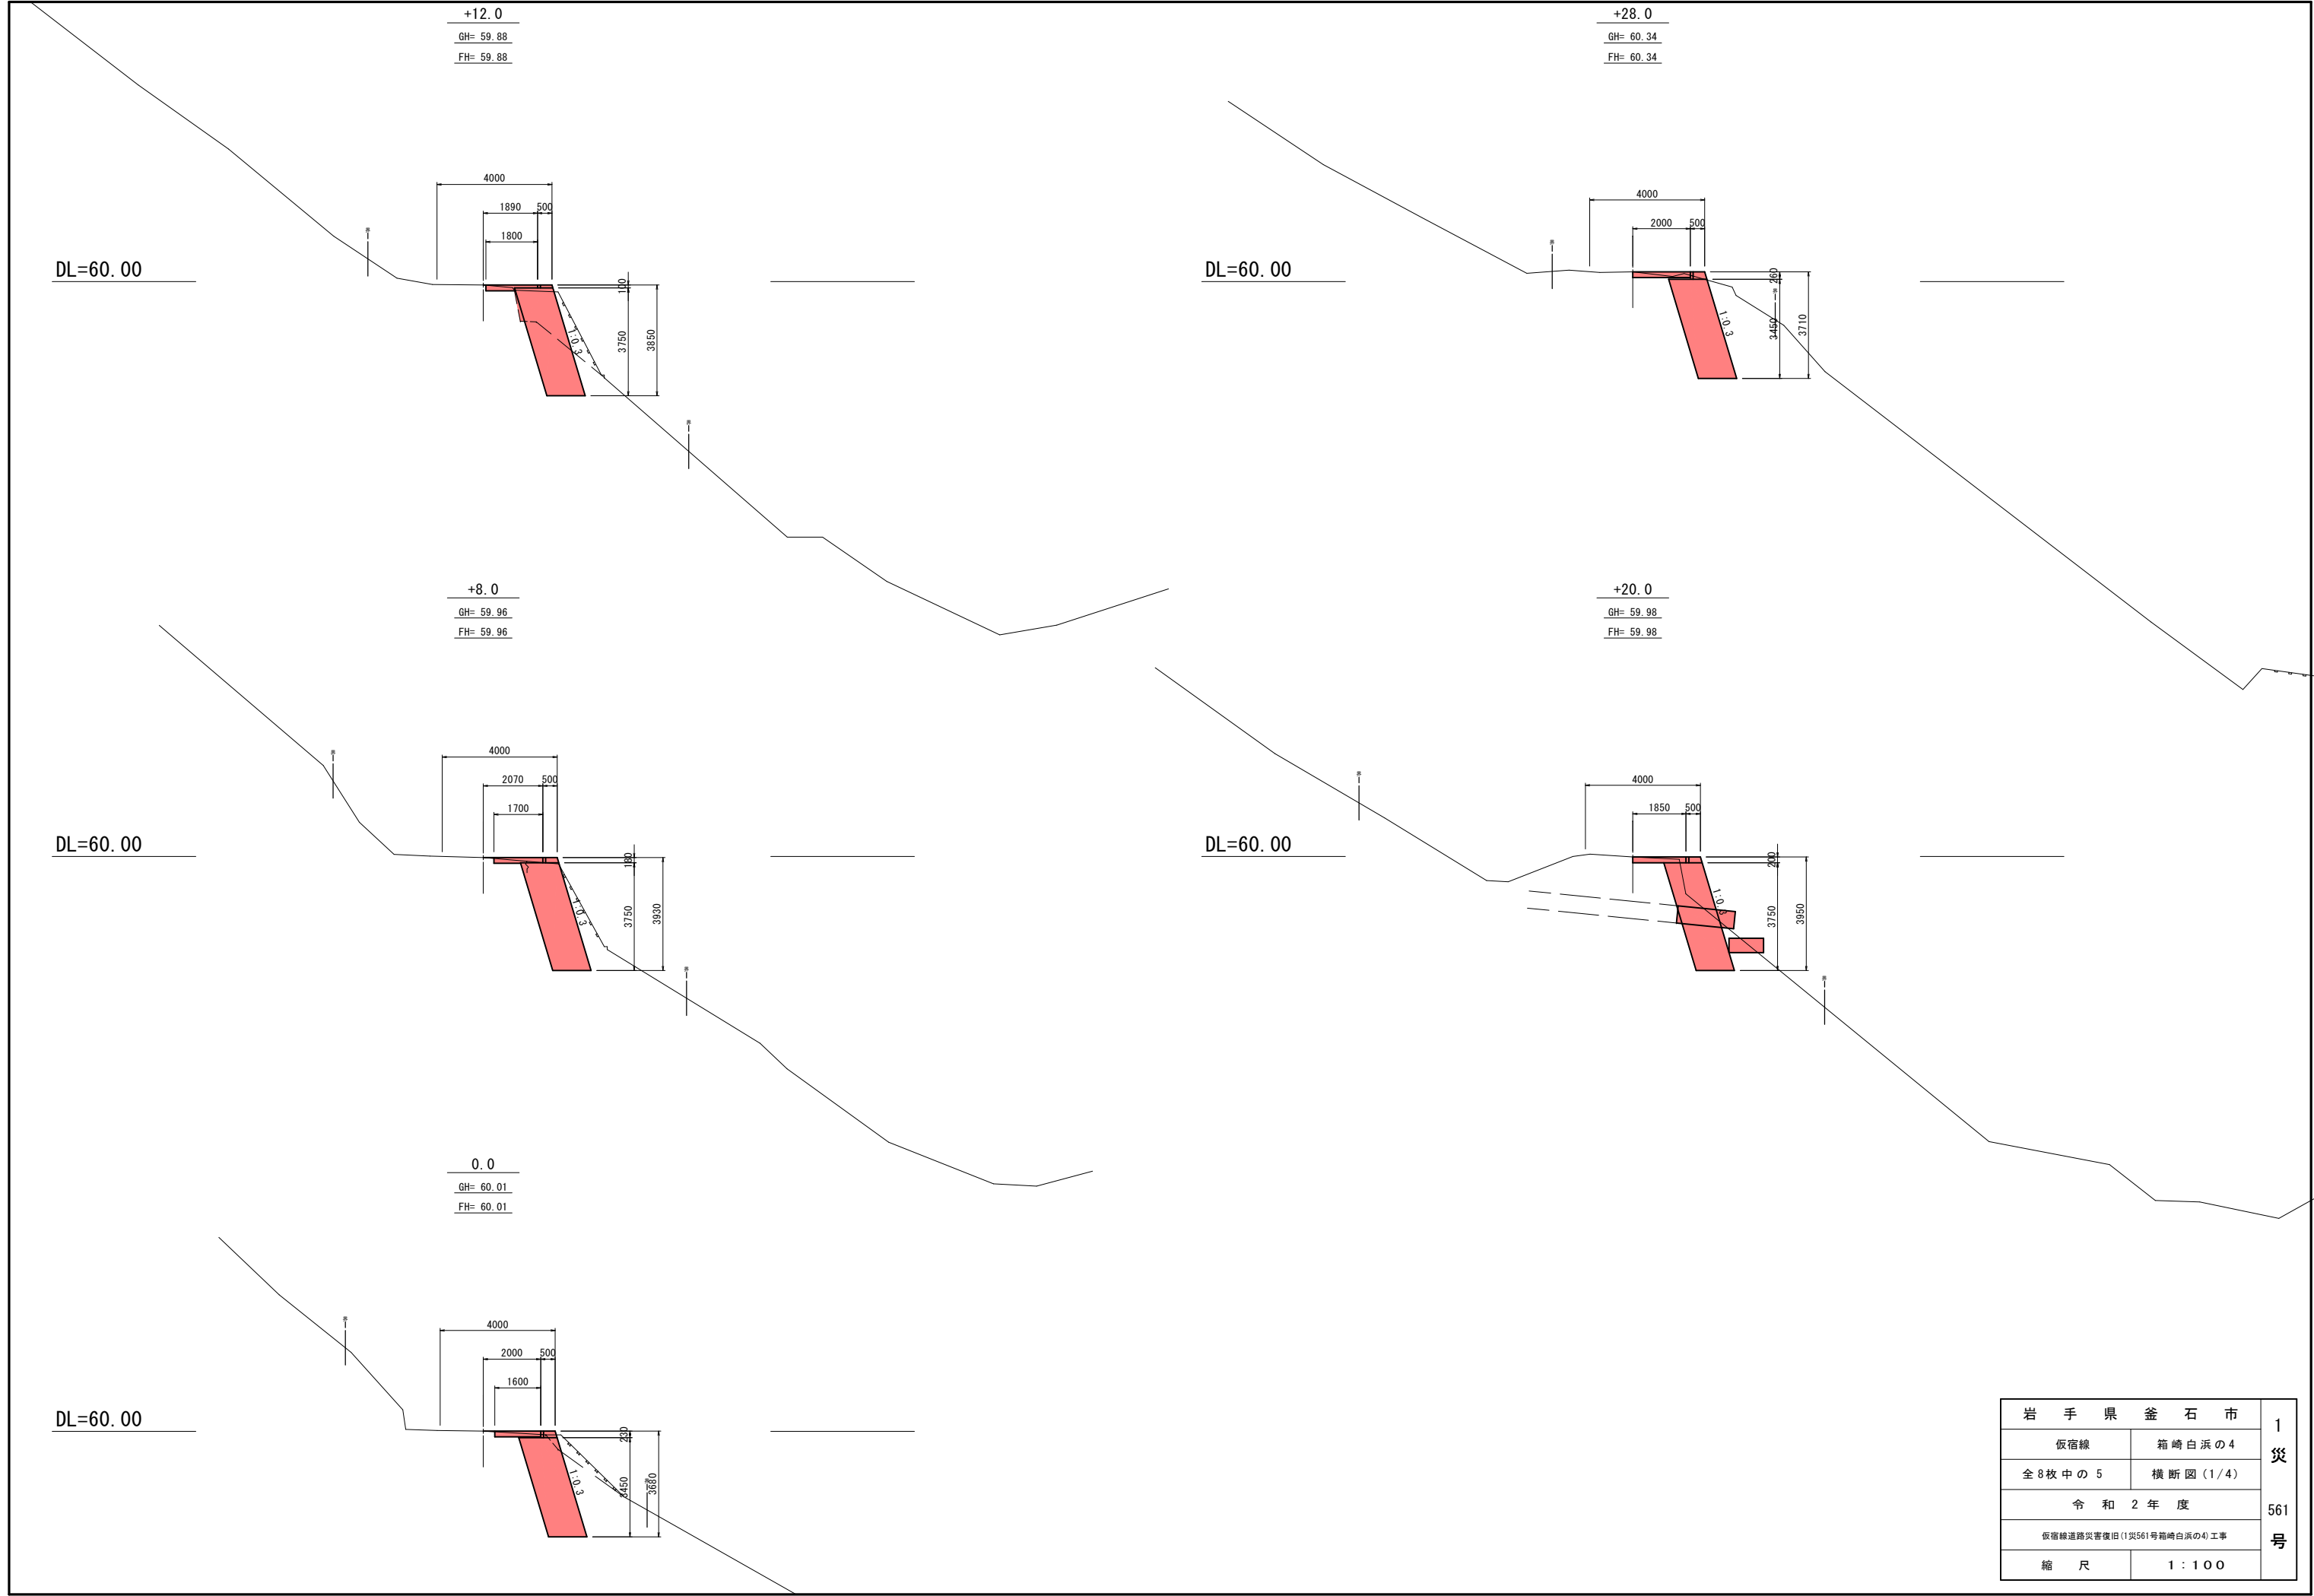 +12.0
GH= 59.88
FH= 59.88
4000
1890 500
1800
DL=60.00
100
3750
3850
1:0.3
+28.0
GH= 60.34
FH= 60.34
4000
2000 500
DL=60.00
260
3450
3710
1:0.3
+8.0
GH= 59.96
FH= 59.96
4000
2070 500
1700
DL=60.00
180
3750
3930
1:0.3
+20.0
GH= 59.98
FH= 59.98
4000
1850 500
DL=60.00
200
3750
3950
1:0.3
0.0
GH= 60.01
FH= 60.01
4000
2000 500
1600
DL=60.00
230
3450
3680
1:0.3
岩手県釜石市
仮宿線 箱崎白浜の4
全8枚中の 5 横断図(1/4)
令和2年度
仮宿線道路災害復旧(1災561号箱崎白浜の4)工事
縮尺 1:100
1災561号